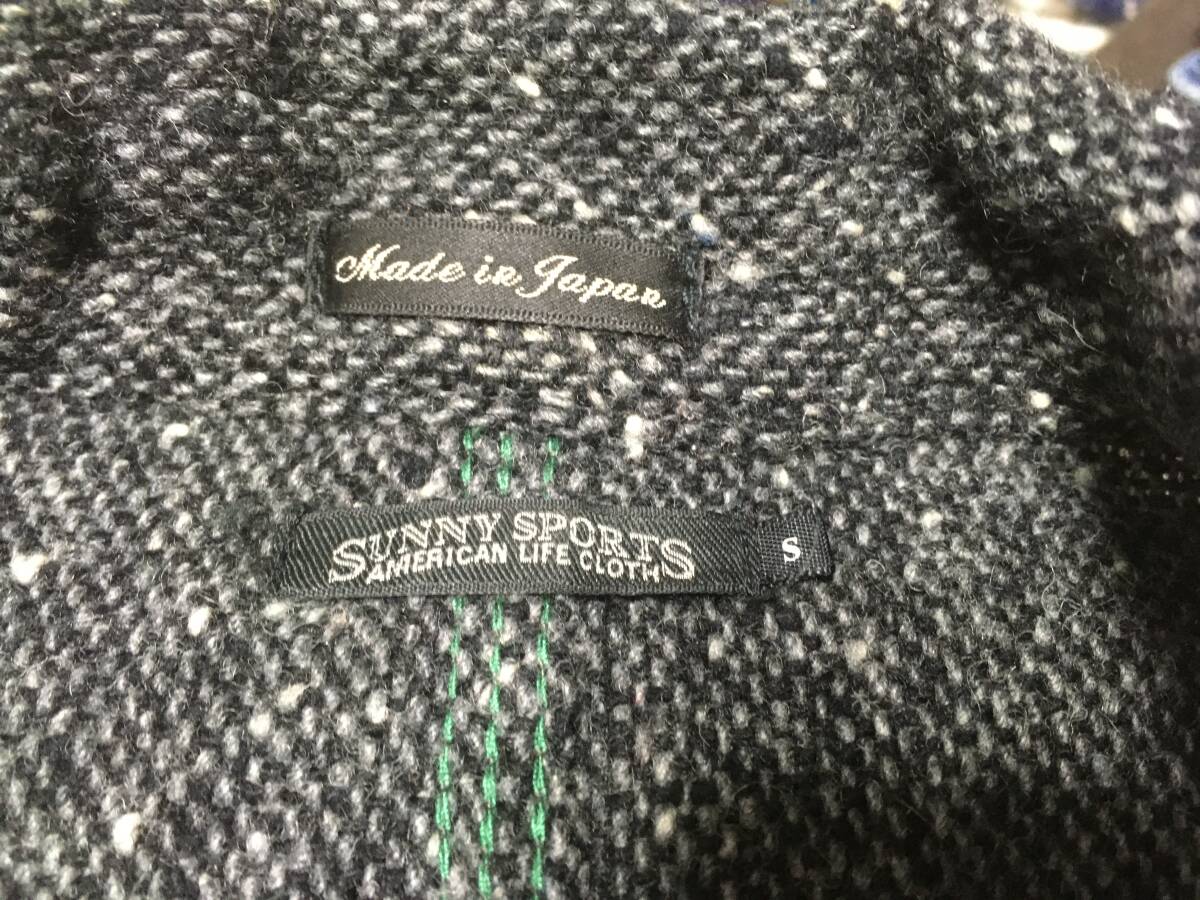 Made in Japan
SUNNY SPORTS
AMERICAN LIFE CLOTH
S